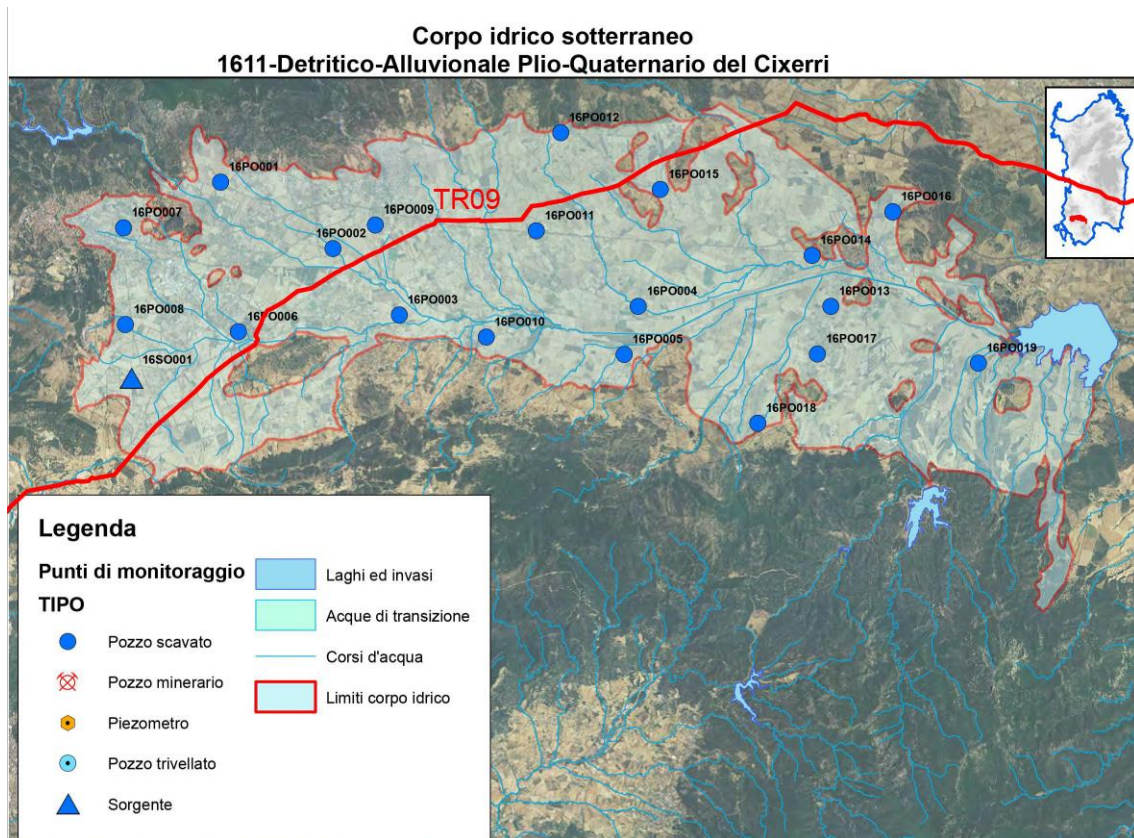 Corpo idrico sotterraneo
1611-Detritico-Alluvionale Plio-Quaternario del Cixerri
16PO012
16PO001
16PO015
TR09
16PO016
16PO007
16PO009
16PO011
16PO002
16PO014
16PO004
16PO013
16PO003
16PO008
16PO006
16PO010
16SO001
16PO005
16PO017
16PO019
16PO018
Legenda
Punti di monitoraggio
TIPO
Pozzo scavato
Pozzo minerario
Piezometro
Pozzo trivellato
Sorgente
Laghi ed invasi
Acque di transizione
Corsi d'acqua
Limiti corpo idrico